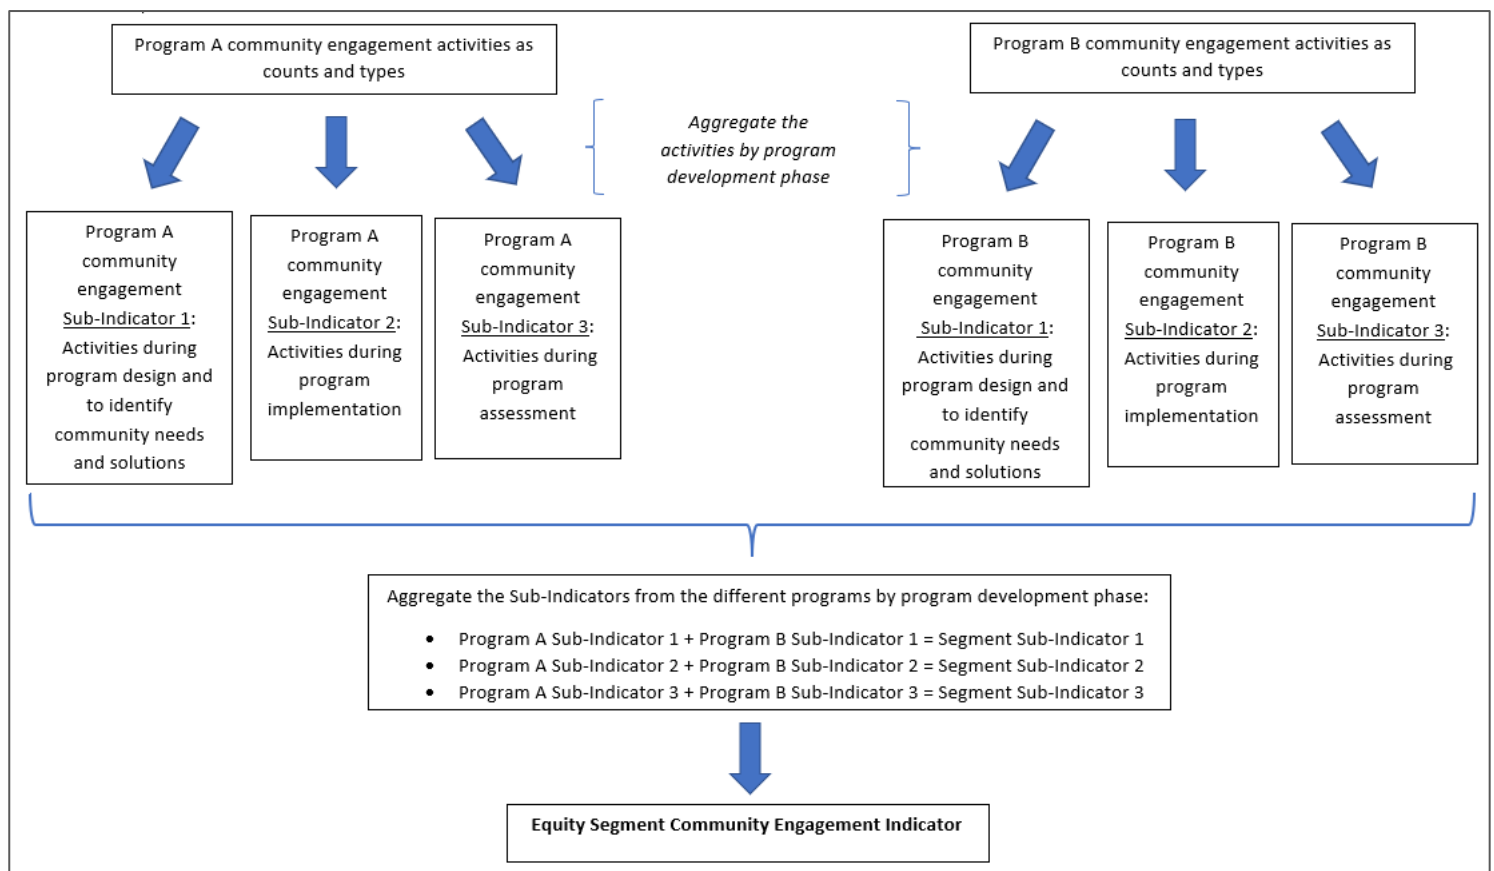 Program A community engagement activities as
counts and types
Program B community engagement activities as
counts and types
Aggregate the
activities by program
development phase
Program A
community
engagement
Sub-Indicator 1:
Activities during
program design and
to identify
community needs
and solutions
Program A
community
engagement
Sub-Indicator 2:
Activities during
program
implementation
Program A
community
engagement
Sub-Indicator 3:
Activities during
program
assessment
Program B
community
engagement
Sub-Indicator 1:
Activities during
program design and
to identify
community needs
and solutions
Program B
community
engagement
Sub-Indicator 2:
Activities during
program
implementation
Program B
community
engagement
Sub-Indicator 3:
Activities during
program
assessment
Aggregate the Sub-Indicators from the different programs by program development phase:
• Program A Sub-Indicator 1 + Program B Sub-Indicator 1 = Segment Sub-Indicator 1
• Program A Sub-Indicator 2 + Program B Sub-Indicator 2 = Segment Sub-Indicator 2
• Program A Sub-Indicator 3 + Program B Sub-Indicator 3 = Segment Sub-Indicator 3
Equity Segment Community Engagement Indicator